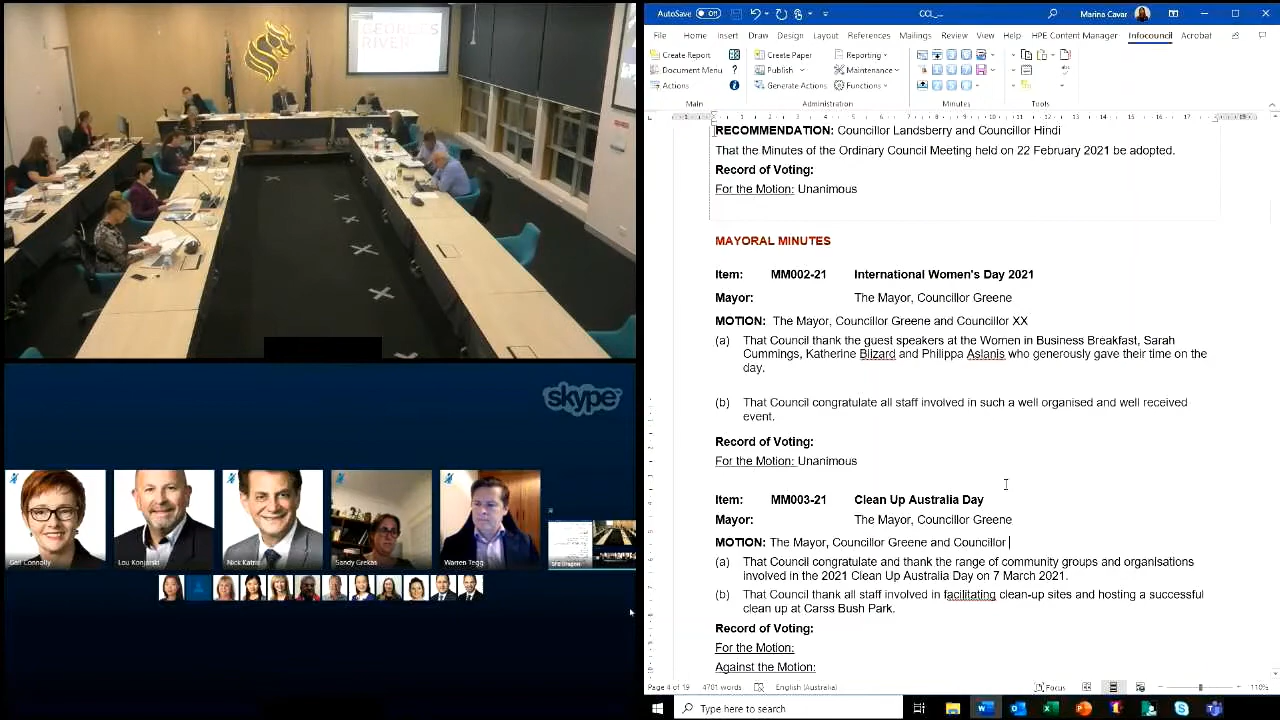 GEORGES
RIVER
skype
Gail Connolly
Lou Konjarski
Nick Katris
Sandy Grekas
Warren Tegg
SFB Dragon
AutoSave Off
CCL_...
Marina Cavar
File Home Insert Draw Design Layout References Mailings Review View Help HPE Content Manager Infocouncil Acrobat
Create Report
Document Menu
Actions
Main
Create Paper
Publish
Generate Actions
Reporting
Maintenance
Functions
Administration
Minutes
Tools
RECOMMENDATION: Councillor Landsberry and Councillor Hindi
That the Minutes of the Ordinary Council Meeting held on 22 February 2021 be adopted.
Record of Voting:
For the Motion: Unanimous
MAYORAL MINUTES
Item: MM002-21 International Women's Day 2021
Mayor: The Mayor, Councillor Greene
MOTION: The Mayor, Councillor Greene and Councillor XX
(a) That Council thank the guest speakers at the Women in Business Breakfast, Sarah
Cummings, Katherine Blizard and Philippa Aslanis who generously gave their time on the
day.
(b) That Council congratulate all staff involved in such a well organised and well received
event.
Record of Voting:
For the Motion: Unanimous
Item: MM003-21 Clean Up Australia Day
Mayor: The Mayor, Councillor Greene
MOTION: The Mayor, Councillor Greene and Councillor
(a) That Council congratulate and thank the range of community groups and organisations
involved in the 2021 Clean Up Australia Day on 7 March 2021.
(b) That Council thank all staff involved in facilitating clean-up sites and hosting a successful
clean up at Carss Bush Park.
Record of Voting:
For the Motion:
Against the Motion:
Page 4 of 19 4701 words English (Australia) Focus 110%
Type here to search